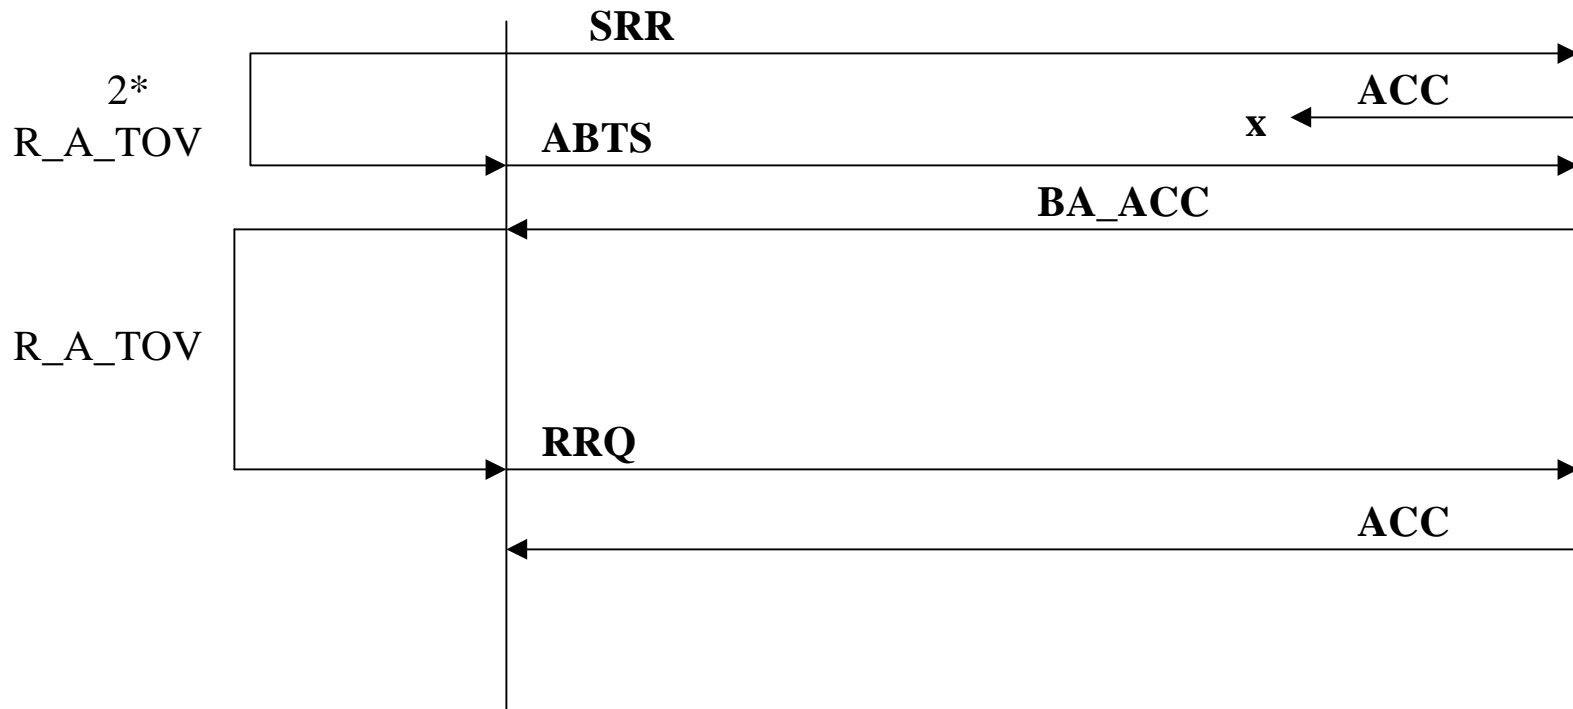 SRR
2*
R_A_TOV
ACC
x
ABTS
BA_ACC
R_A_TOV
RRQ
ACC